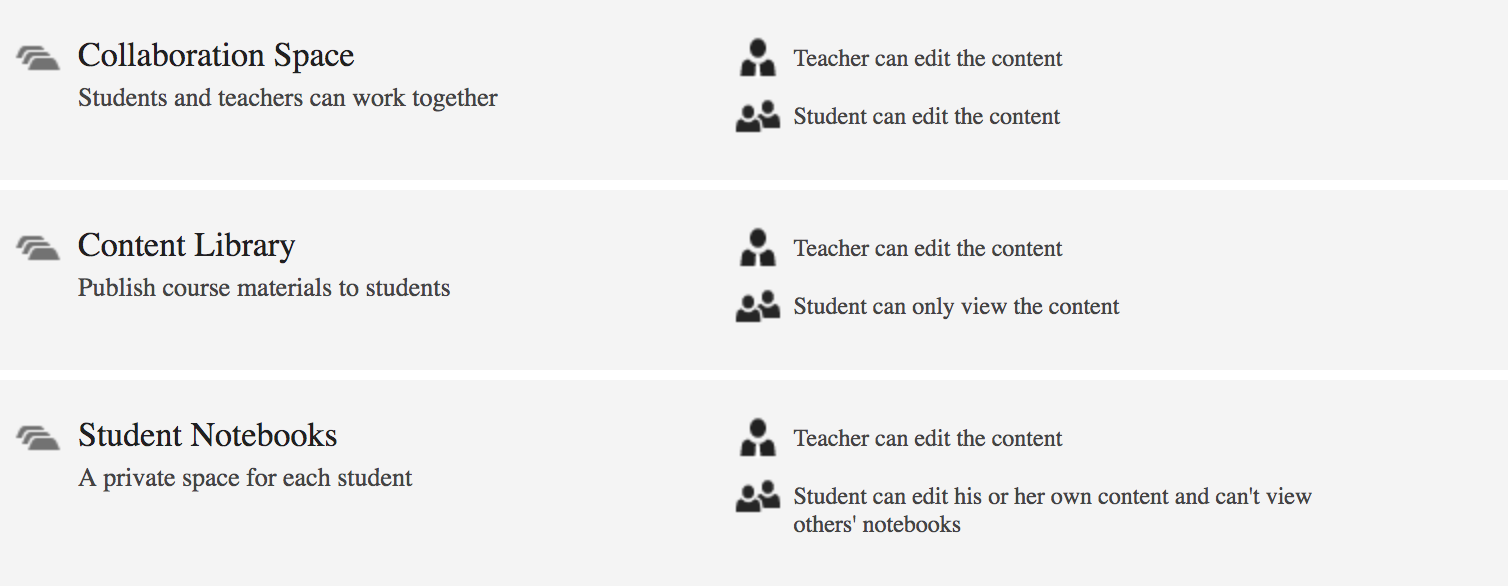 Collaboration Space
Students and teachers can work together
Teacher can edit the content
Student can edit the content
Content Library
Publish course materials to students
Teacher can edit the content
Student can only view the content
Student Notebooks
A private space for each student
Teacher can edit the content
Student can edit his or her own content and can't view
others' notebooks